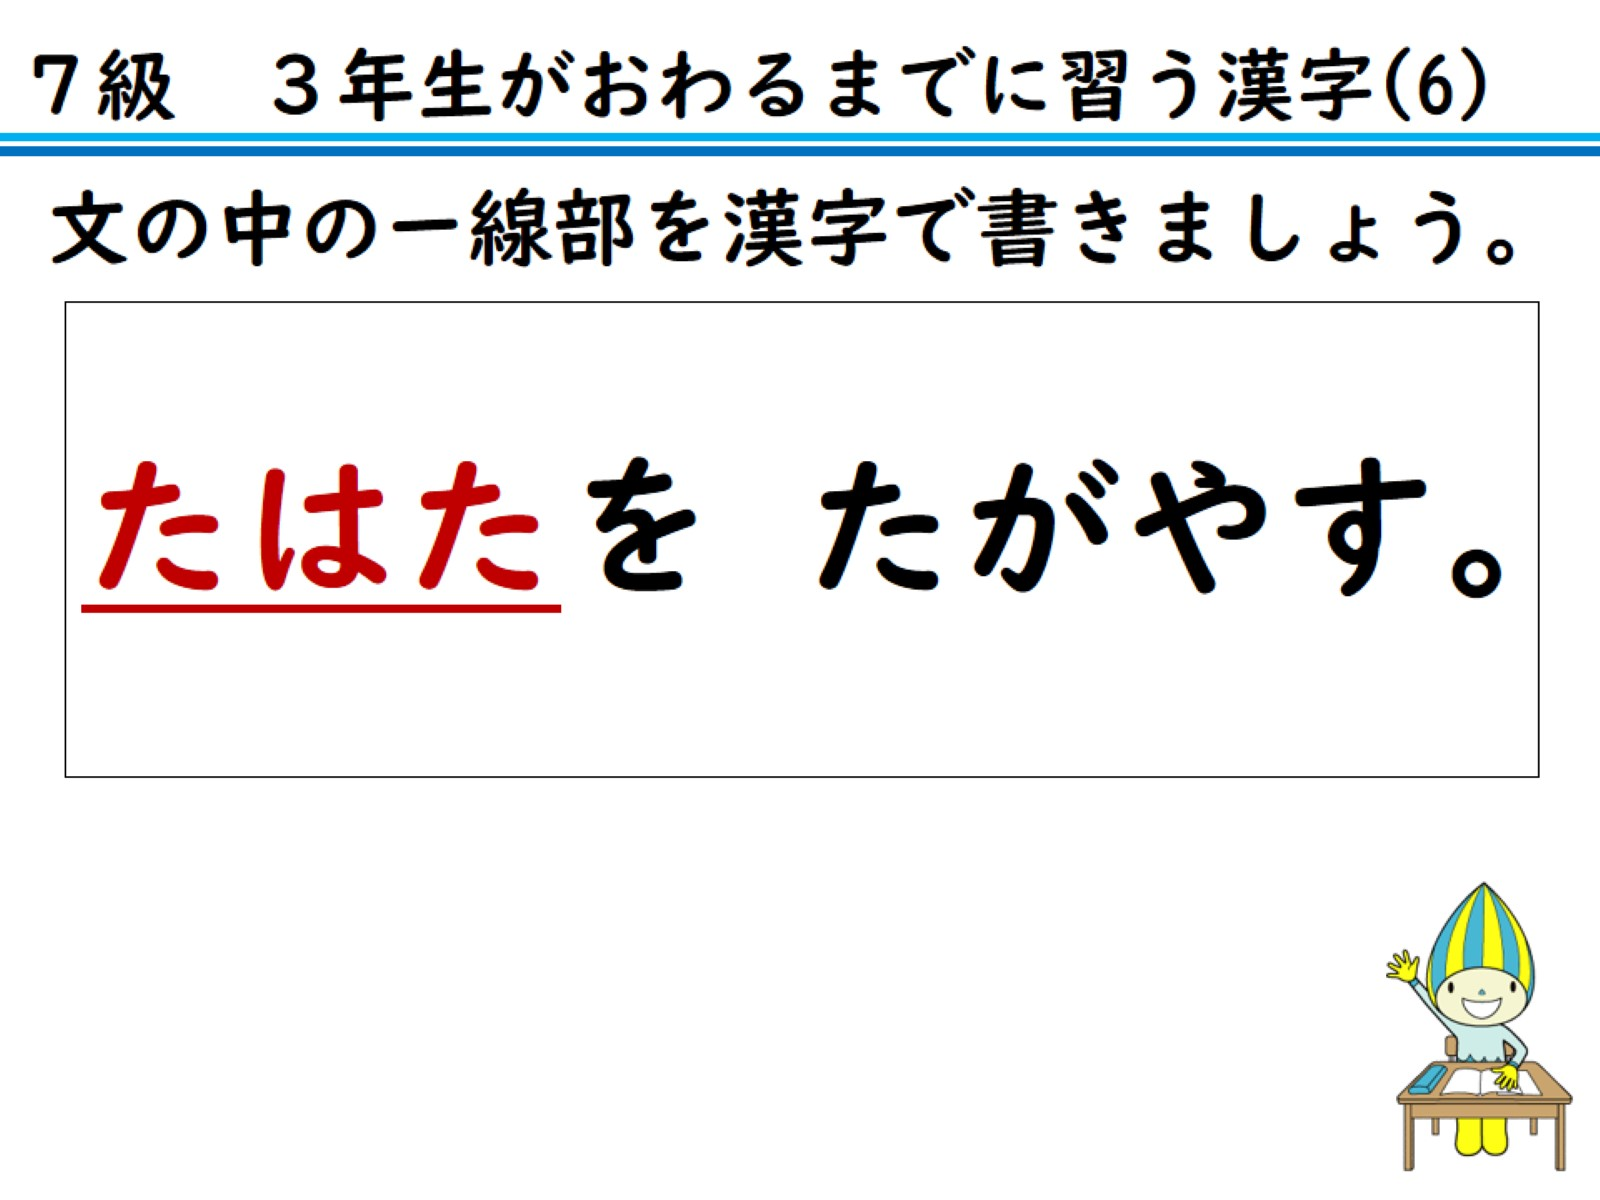 ７級　３年生がおわるまでに習う漢字(6)
文の中の一線部を漢字で書きましょう。
たはたを　たがやす。